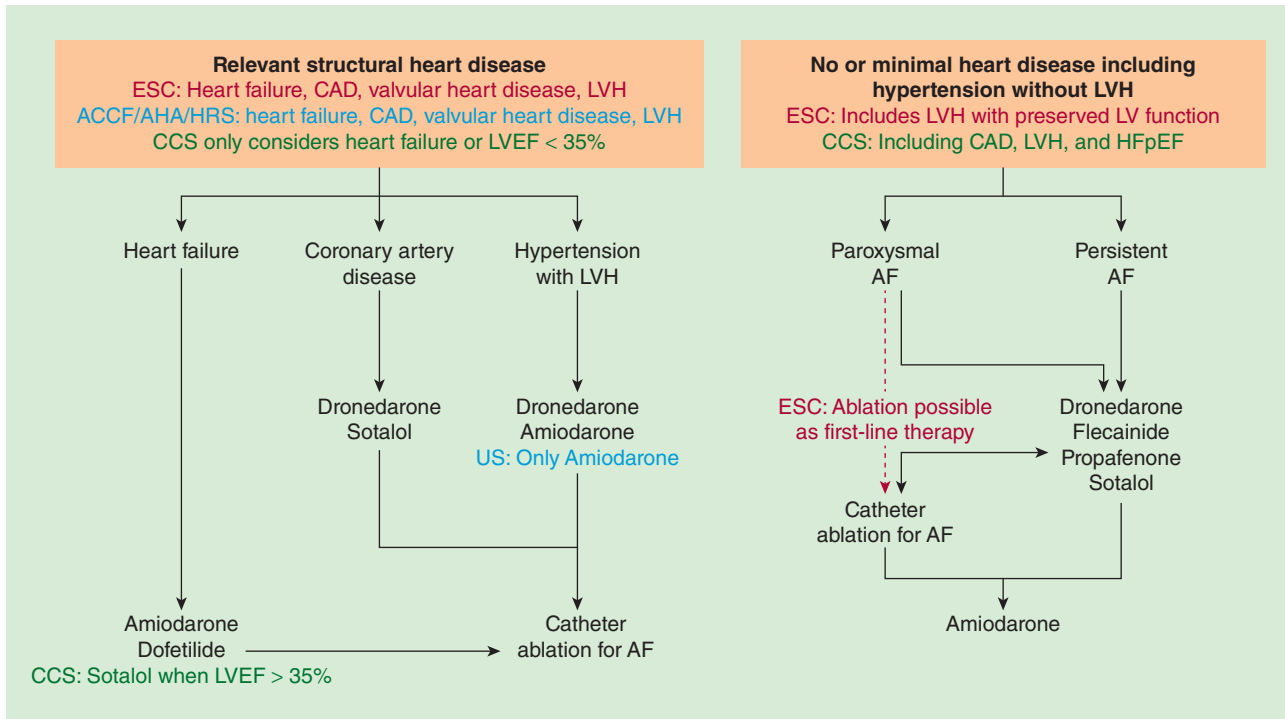 Relevant structural heart disease
ESC: Heart failure, CAD, valvular heart disease, LVH
ACCF/AHA/HRS: heart failure, CAD, valvular heart disease, LVH
CCS only considers heart failure or LVEF < 35%
No or minimal heart disease including
hypertension without LVH
ESC: Includes LVH with preserved LV function
CCS: Including CAD, LVH, and HFpEF
Heart failure
Coronary artery
disease
Hypertension
with LVH
Paroxysmal
AF
Persistent
AF
Dronedarone
Sotalol
Dronedarone
Amiodarone
US: Only Amiodarone
ESC: Ablation possible
as first-line therapy
Dronedarone
Flecainide
Propafenone
Sotalol
Catheter
ablation for AF
Amiodarone
Dofetilide
CCS: Sotalol when LVEF > 35%
Catheter
ablation for AF
Amiodarone